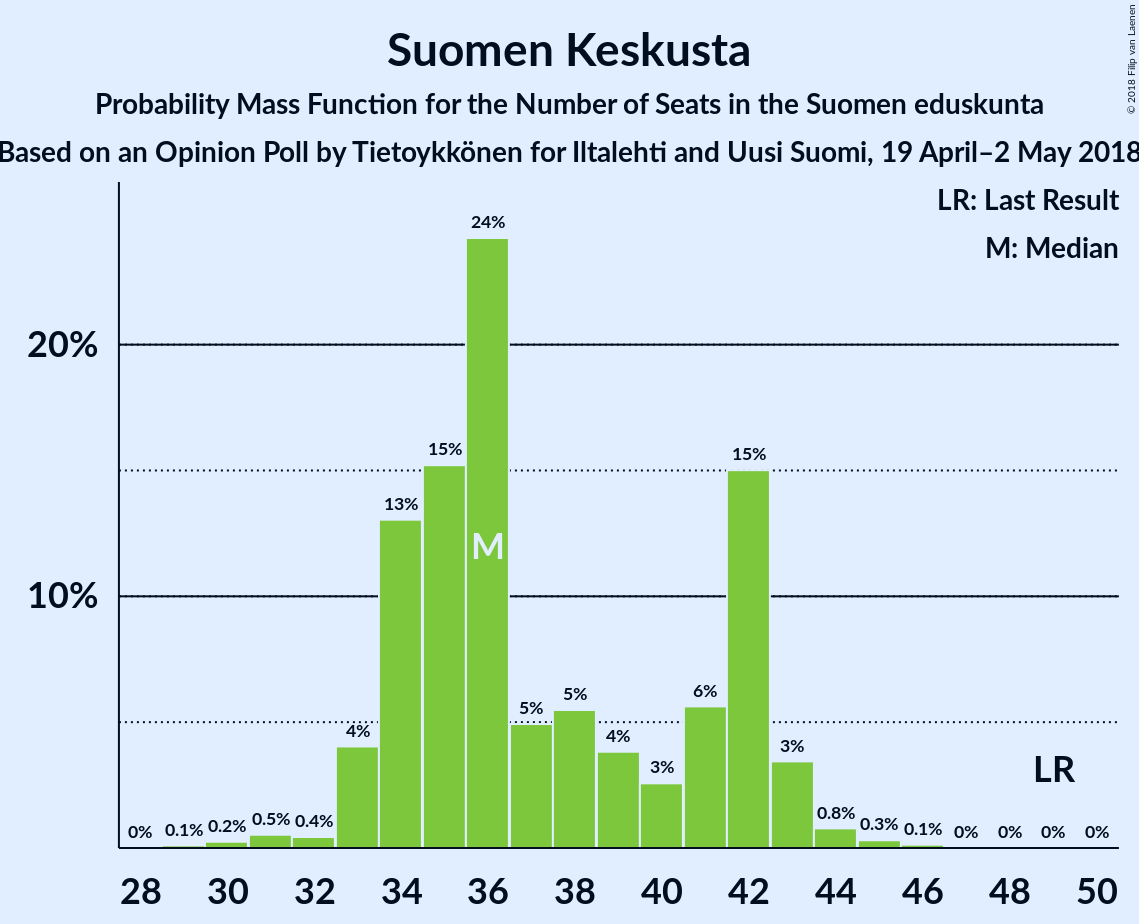 Suomen Keskusta
Probability Mass Function for the Number of Seats in the Suomen eduskunta
Based on an Opinion Poll by Tietoykkönen for Iltalehti and Uusi Suomi, 19 April–2 May 2018
© 2018 Filip van Laenen
LR: Last Result
M: Median
24%
20%
15%
15%
13%
M
10%
6%
5%
5%
4%
4%
3%
3%
LR
0%
0.1%
0.2%
0.5%
0.4%
0.8%
0.3%
0.1%
0%
0%
0%
0%
28 30 32 34 36 38 40 42 44 46 48 50